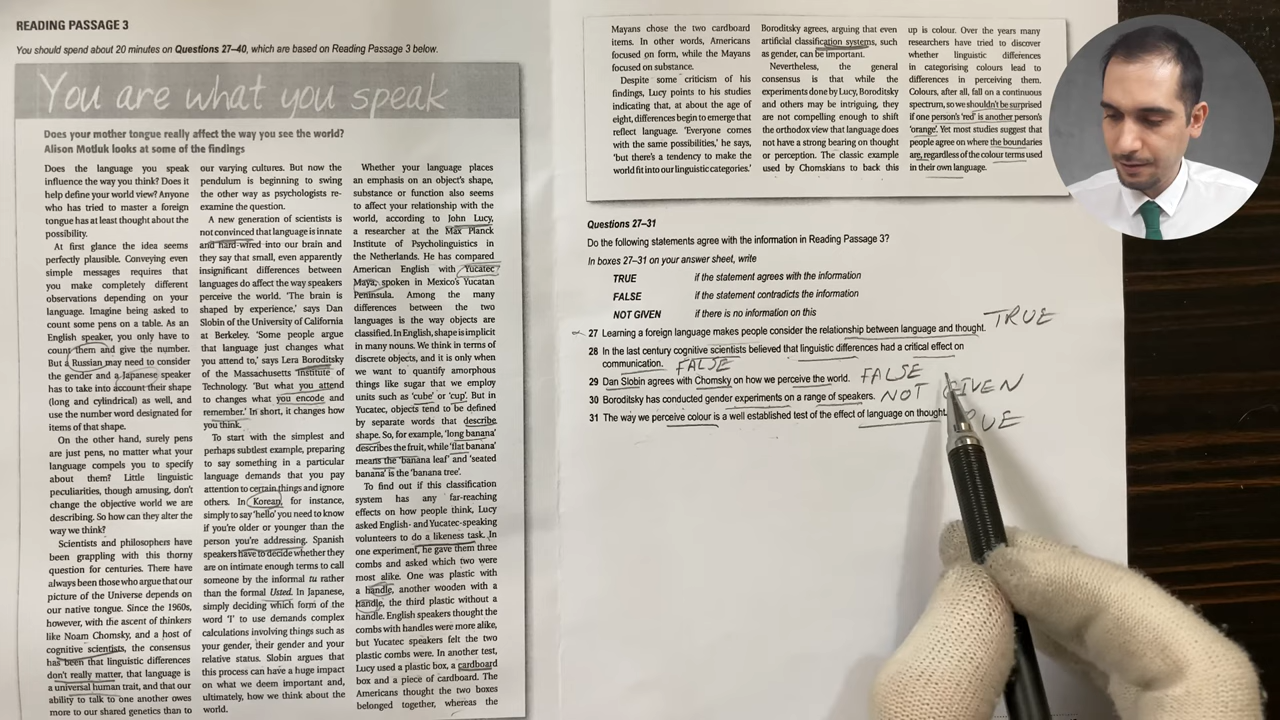 READING PASSAGE 3
You should spend about 20 minutes on Questions 27–40, which are based on Reading Passage 3 below.
You are what you speak
Does your mother tongue really affect the way you see the world?
Alison Motluk looks at some of the findings
Does the language you speak
influence the way you think? Does it
help define your world view? Anyone
who has tried to master a foreign
tongue has at least thought about the
possibility.
At first glance the idea seems
perfectly plausible. Conveying even
simple messages requires that
you make completely different
observations depending on your
language. Imagine being asked to
count some pens on a table. As an
English speaker, you only have to
count them and give the number.
But a Russian may need to consider
the gender and a Japanese speaker
has to take into account their shape
(long and cylindrical) as well, and
use the number word designated for
items of that shape.
On the other hand, surely pens
are just pens, no matter what your
language compels you to specify
about them? Little linguistic
peculiarities, though amusing, don't
change the objective world we are
describing. So how can they alter the
way we think?
Scientists and philosophers have
been grappling with this thorny
question for centuries. There have
always been those who argue that our
picture of the Universe depends on
our native tongue. Since the 1960s,
however, with the ascent of thinkers
like Noam Chomsky, and a host of
cognitive scientists, the consensus
has been that linguistic differences
don't really matter, that language is
a universal human trait, and that our
ability to talk to one another owes
more to our shared genetics than to
our varying cultures. But now the
pendulum is beginning to swing
the other way as psychologists re-
examine the question.
A new generation of scientists is
not convinced that language is innate
and hard-wired into our brain and
they say that small, even apparently
insignificant differences between
languages do affect the way speakers
perceive the world. 'The brain is
shaped by experience,' says Dan
Slobin of the University of California
at Berkeley. 'Some people argue
that language just changes what
you attend to,' says Lera Boroditsky
of the Massachusetts Institute of
Technology. 'But what you attend
to changes what you encode and
remember.' In short, it changes how
you think.
To start with the simplest and
perhaps subtlest example, preparing
to say something in a particular
language demands that you pay
attention to certain things and ignore
others. In Korean, for instance,
simply to say 'hello' you need to know
if you're older or younger than the
person you're addressing. Spanish
speakers have to decide whether they
are on intimate enough terms to call
someone by the informal tu rather
than the formal Usted. In Japanese,
simply deciding which form of the
word 'I' to use demands complex
calculations involving things such as
your gender, their gender and your
relative status. Slobin argues that
this process can have a huge impact
on what we deem important and,
ultimately, how we think about the
world.
Whether your language places
an emphasis on an object's shape,
substance or function also seems
to affect your relationship with the
world, according to John Lucy,
a researcher at the Max Planck
Institute of Psycholinguistics in
the Netherlands. He has compared
American English with Yucatec
Maya, spoken in Mexico's Yucatan
Peninsula. Among the many
differences between the two
languages is the way objects are
classified. In English, shape is implicit
in many nouns. We think in terms of
discrete objects, and it is only when
we want to quantify amorphous
things like sugar that we employ
units such as 'cube' or 'cup'. But in
Yucatec, objects tend to be defined
by separate words that describe
shape. So, for example, 'long banana'
describes the fruit, while 'flat banana'
means the 'banana leaf' and 'seated
banana' is the 'banana tree'.
To find out if this classification
system has any far-reaching
effects on how people think, Lucy
asked English- and Yucatec-speaking
volunteers to do a likeness task. In
one experiment, he gave them three
combs and asked which two were
most alike. One was plastic with
a handle, another wooden with a
handle, the third plastic without a
handle. English speakers thought the
combs with handles were more alike,
but Yucatec speakers felt the two
plastic combs were. In another test,
Lucy used a plastic box, a cardboard
box and a piece of cardboard. The
Americans thought the two boxes
belonged together, whereas the
Mayans chose the two cardboard
items. In other words, Americans
focused on form, while the Mayans
focused on substance.
Despite some criticism of his
findings, Lucy points to his studies
indicating that, at about the age of
eight, differences begin to emerge that
reflect language. 'Everyone comes
with the same possibilities,' he says,
'but there's a tendency to make the
world fit into our linguistic categories.'
Boroditsky agrees, arguing that even
artificial classification systems, such
as gender, can be important.
Nevertheless, the general
consensus is that while the
experiments done by Lucy, Boroditsky
and others may be intriguing, they
are not compelling enough to shift
the orthodox view that language does
not have a strong bearing on thought
or perception. The classic example
used by Chomskians to back this
up is colour. Over the years many
researchers have tried to discover
whether linguistic differences
in categorising colours lead to
differences in perceiving them.
Colours, after all, fall on a continuous
spectrum, so we shouldn't be surprised
if one person's 'red' is another person's
'orange'. Yet most studies suggest that
people agree on where the boundaries
are, regardless of the colour terms used
in their own language.
Questions 27–31
Do the following statements agree with the information in Reading Passage 3?
In boxes 27–31 on your answer sheet, write
TRUE if the statement agrees with the information
FALSE if the statement contradicts the information
NOT GIVEN if there is no information on this
27 Learning a foreign language makes people consider the relationship between language and thought. TRUE
28 In the last century cognitive scientists believed that linguistic differences had a critical effect on
communication. FALSE
29 Dan Slobin agrees with Chomsky on how we perceive the world. FALSE
30 Boroditsky has conducted gender experiments on a range of speakers. NOT GIVEN
31 The way we perceive colour is a well established test of the effect of language on thought.